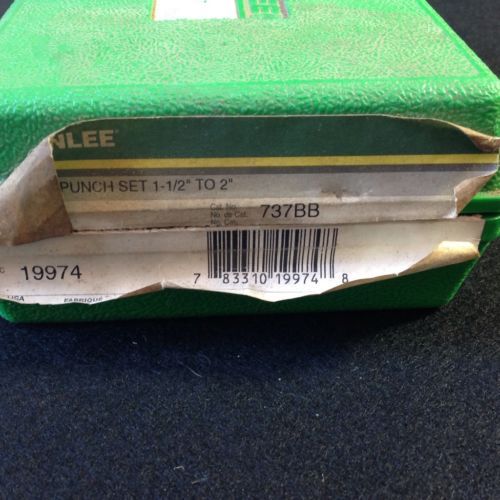 NLEE
PUNCH SET 1-1/2" TO 2"
Cat. No.
No. de Cat.
No. Cat.
737BB
19974
7 83310 19974 8
USA FABRIQUÉ